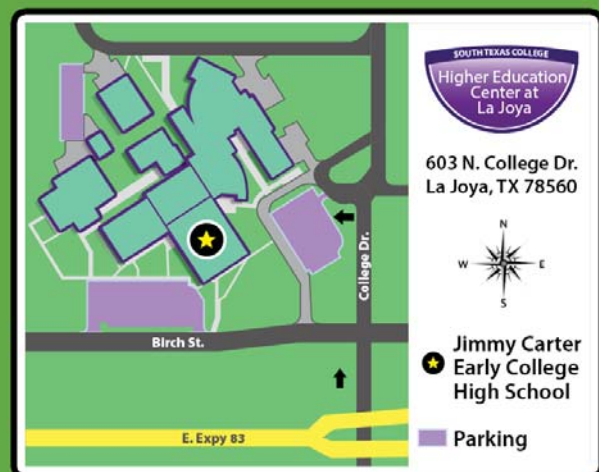 College Dr.
Birch St.
E. Expy 83
SOUTH TEXAS COLLEGE
Higher Education
Center at
La Joya
603 N. College Dr.
La Joya, TX 78560
N
W E
S
Jimmy Carter
Early College
High School
Parking